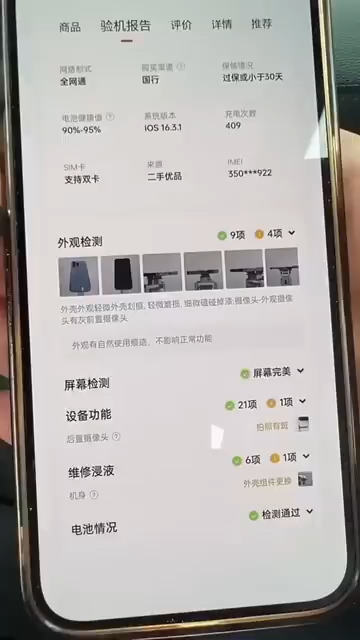 商品 验机报告 评价 详情 推荐
网络制式 购买渠道 ? 保修情况
全网通 国行 过保或小于30天
电池健康值 ? 系统版本 充电次数
90%-95% iOS 16.3.1 409
SIM卡 来源 IMEI
支持双卡 二手优品 350***922
外观检测 9项 4项
外壳外观轻微外壳划痕, 轻微磨损, 细微磕碰掉漆;摄像头-外观摄像
头有灰前置摄像头
外观有自然使用痕迹、不影响正常功能
屏幕检测 屏幕完美
设备功能 21项 1项
后置摄像头 ? 拍照有斑
维修浸液 6项 1项
机身 ? 外壳组件更换
电池情况 检测通过